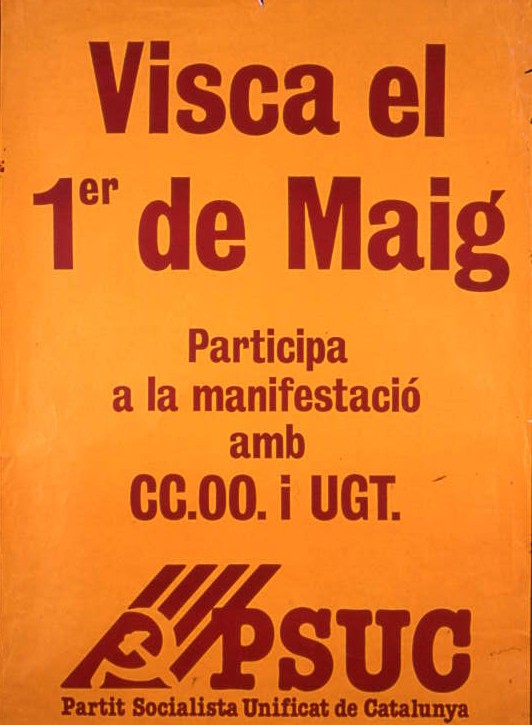 Visca el
1er de Maig
Participa
a la manifestació
amb
CC.OO. i UGT.
PSUC
Partit Socialista Unificat de Catalunya